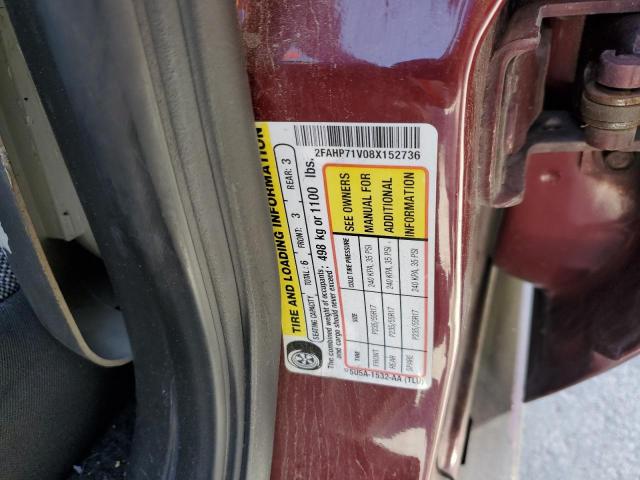 2FAHP71V08X152736
TIRE AND LOADING INFORMATION
SEATING CAPACITY TOTAL: 6 FRONT: 3 REAR: 3
The combined weight of occupants
and cargo should never exceed: 498 kg or 1100 lbs.
TIRE SIZE COLD TIRE PRESSURE SEE OWNERS
FRONT P235/55R17 240 KPA, 35 PSI MANUAL FOR
REAR P235/55R17 240 KPA, 35 PSI ADDITIONAL
SPARE P235/55R17 240 KPA, 35 PSI INFORMATION
5U5A-1532-AA (TLU)